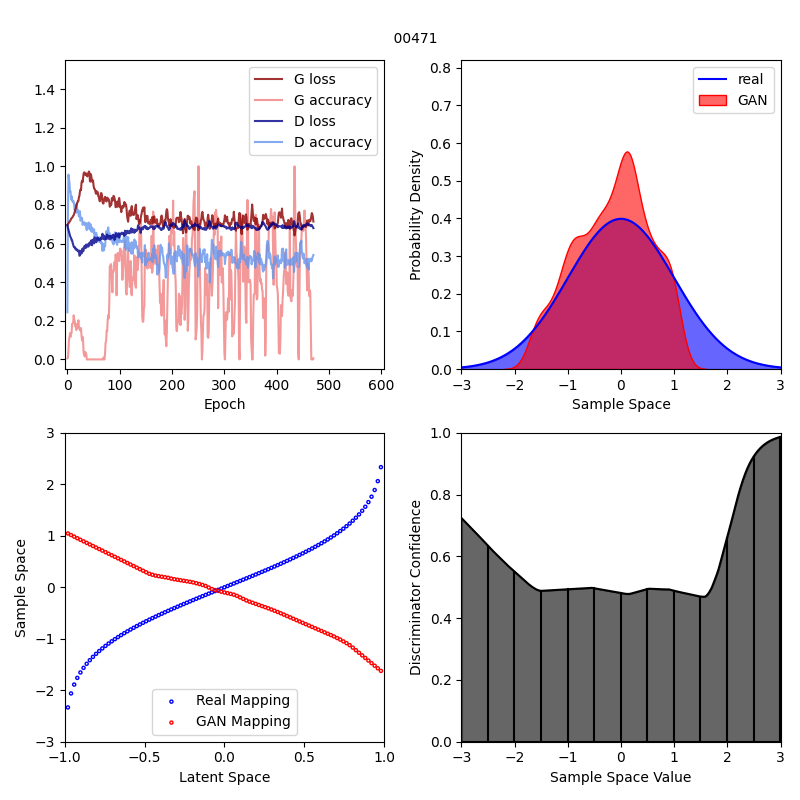 00471
1.4
1.2
1.0
0.8
0.6
0.4
0.2
0.0
0 100 200 300 400 500 600
Epoch
G loss
G accuracy
D loss
D accuracy
0.8
0.7
0.6
0.5
0.4
0.3
0.2
0.1
0.0
Probability Density
−3 −2 −1 0 1 2 3
Sample Space
real
GAN
3
2
1
0
−1
−2
−3
Sample Space
−1.0 −0.5 0.0 0.5 1.0
Latent Space
Real Mapping
GAN Mapping
1.0
0.8
0.6
0.4
0.2
0.0
Discriminator Confidence
−3 −2 −1 0 1 2 3
Sample Space Value